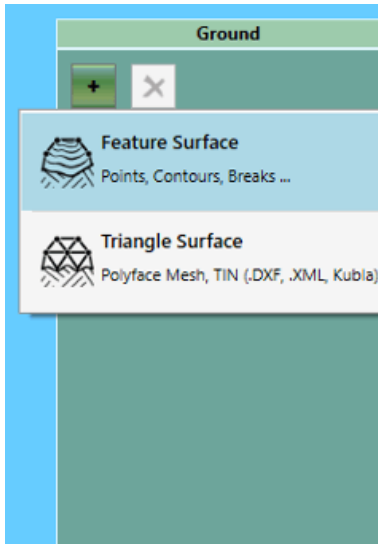 Ground
+
Feature Surface
Points, Contours, Breaks ...
Triangle Surface
Polyface Mesh, TIN (.DXF, .XML, Kubla)